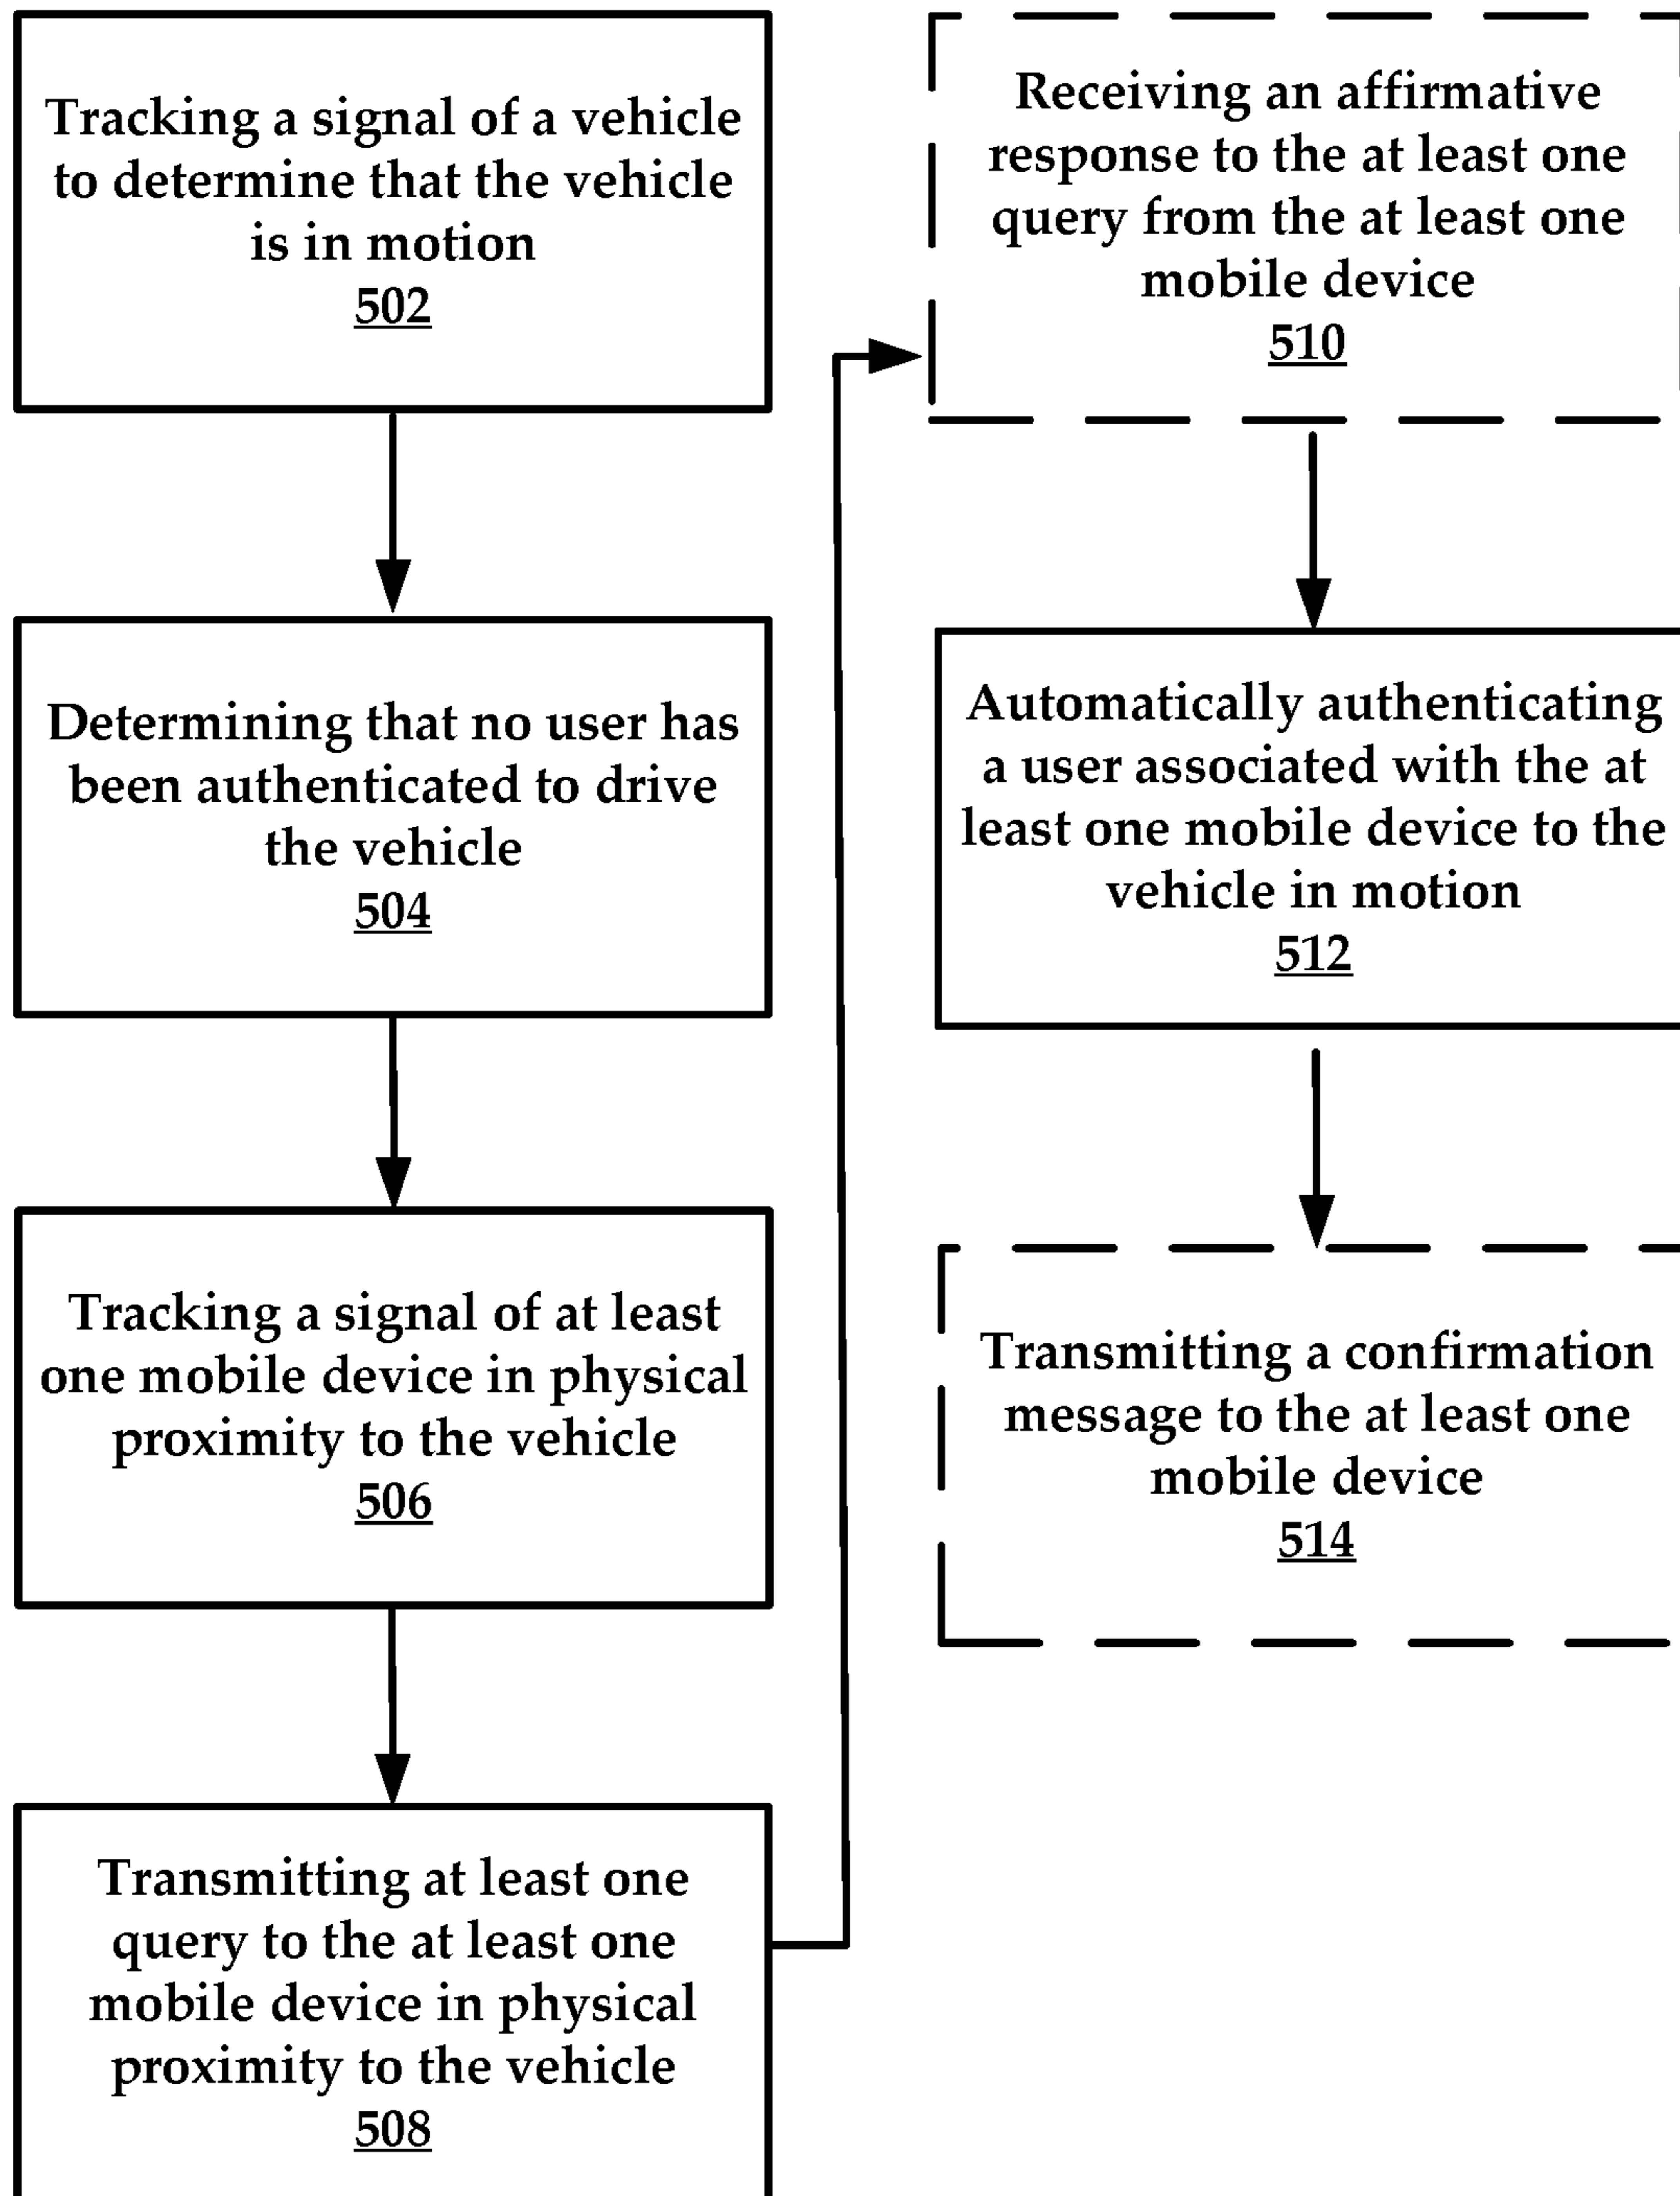 Tracking a signal of a vehicle
to determine that the vehicle
is in motion
502
Determining that no user has
been authenticated to drive
the vehicle
504
Tracking a signal of at least
one mobile device in physical
proximity to the vehicle
506
Transmitting at least one
query to the at least one
mobile device in physical
proximity to the vehicle
508
Receiving an affirmative
response to the at least one
query from the at least one
mobile device
510
Automatically authenticating
a user associated with the at
least one mobile device to the
vehicle in motion
512
Transmitting a confirmation
message to the at least one
mobile device
514